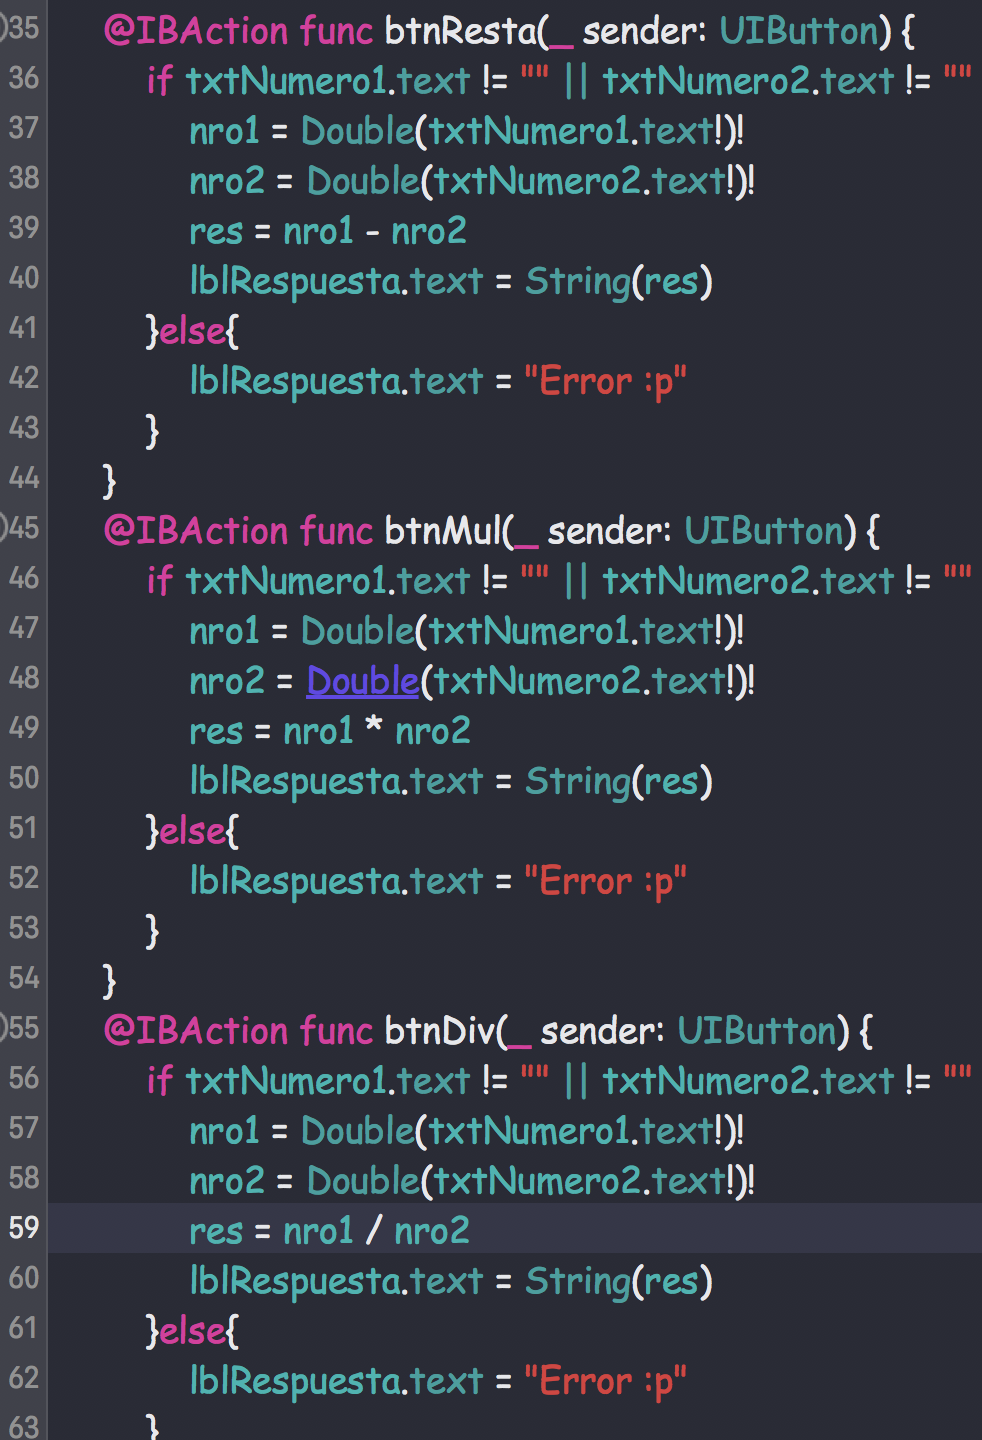 35 @IBAction func btnResta(_ sender: UIButton) {
36 if txtNumero1.text != "" || txtNumero2.text != ""
37 nro1 = Double(txtNumero1.text!)!
38 nro2 = Double(txtNumero2.text!)!
39 res = nro1 - nro2
40 lblRespuesta.text = String(res)
41 }else{
42 lblRespuesta.text = "Error :p"
43 }
44 }
45 @IBAction func btnMul(_ sender: UIButton) {
46 if txtNumero1.text != "" || txtNumero2.text != ""
47 nro1 = Double(txtNumero1.text!)!
48 nro2 = Double(txtNumero2.text!)!
49 res = nro1 * nro2
50 lblRespuesta.text = String(res)
51 }else{
52 lblRespuesta.text = "Error :p"
53 }
54 }
55 @IBAction func btnDiv(_ sender: UIButton) {
56 if txtNumero1.text != "" || txtNumero2.text != ""
57 nro1 = Double(txtNumero1.text!)!
58 nro2 = Double(txtNumero2.text!)!
59 res = nro1 / nro2
60 lblRespuesta.text = String(res)
61 }else{
62 lblRespuesta.text = "Error :p"
63 }